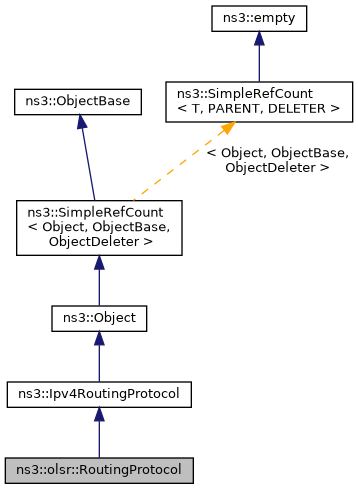 ns3::empty
ns3::SimpleRefCount
< T, PARENT, DELETER >
ns3::ObjectBase
< Object, ObjectBase,
ObjectDeleter >
ns3::SimpleRefCount
< Object, ObjectBase,
ObjectDeleter >
ns3::Object
ns3::Ipv4RoutingProtocol
ns3::olsr::RoutingProtocol